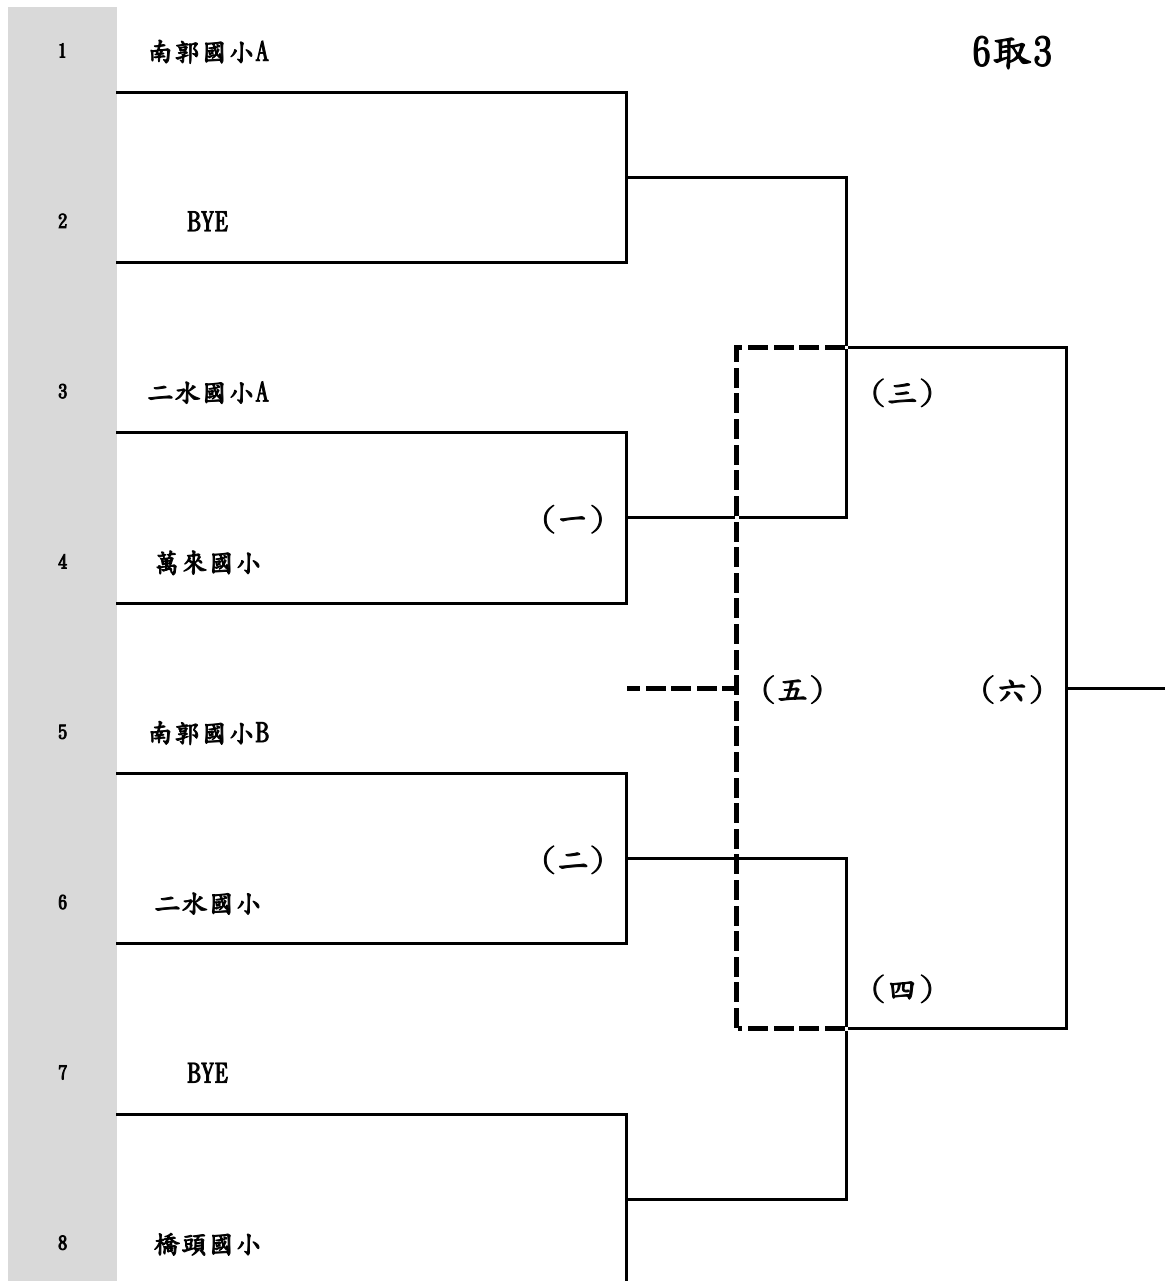 1 南郭國小A 6取3
2 BYE
3 二水國小A (三)
(一)
4 萬來國小
(五) (六)
5 南郭國小B
(二)
6 二水國小
(四)
7 BYE
8 橋頭國小